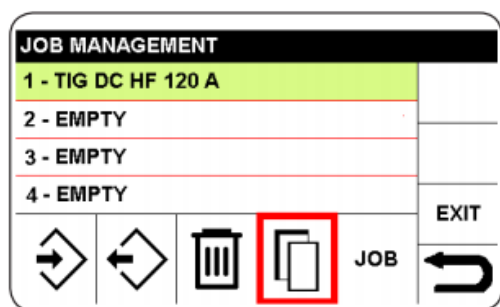 JOB MANAGEMENT
1 - TIG DC HF 120 A
2 - EMPTY
3 - EMPTY
4 - EMPTY
EXIT
JOB